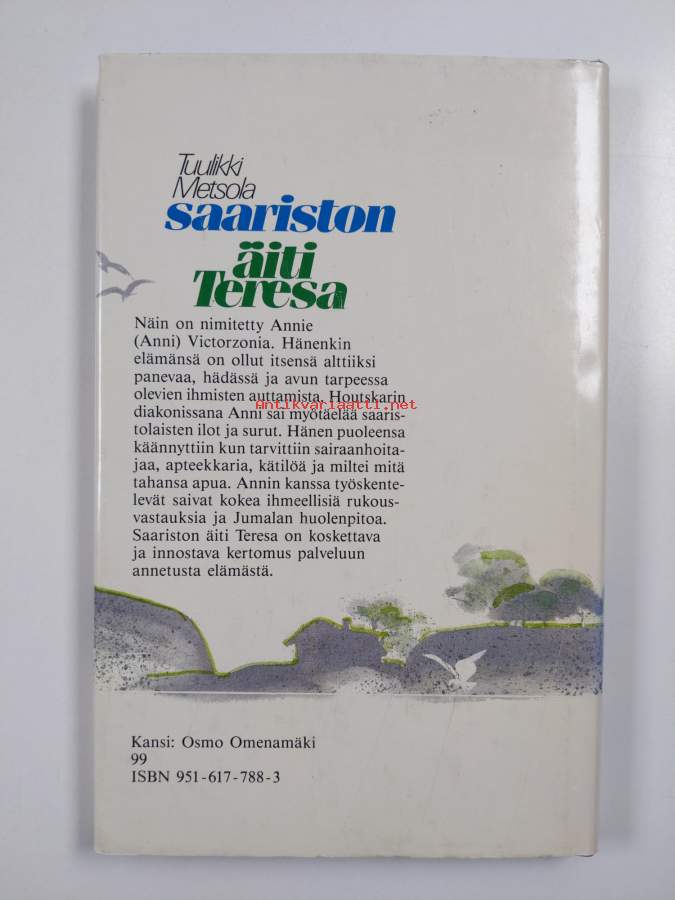 Tuulikki
Metsola
saariston
äiti
Teresa
Näin on nimitetty Annie
(Anni) Victorzonia. Hänenkin
elämänsä on ollut itsensä alttiiksi
panevaa, hädässä ja avun tarpeessa
olevien ihmisten auttamista. Houtskarin
Antikvariaatti.net
diakonissana Anni sai myötäelää saaris-
tolaisten ilot ja surut. Hänen puoleensa
käännyttiin kun tarvittiin sairaanhoita-
jaa, apteekkaria, kätilöä ja miltei mitä
tahansa apua. Annin kanssa työskente-
levät saivat kokea ihmeellisiä rukous-
vastauksia ja Jumalan huolenpitoa.
Saariston äiti Teresa on koskettava
ja innostava kertomus palveluun
annetusta elämästä.
Kansi: Osmo Omenamäki
99
ISBN 951-617-788-3